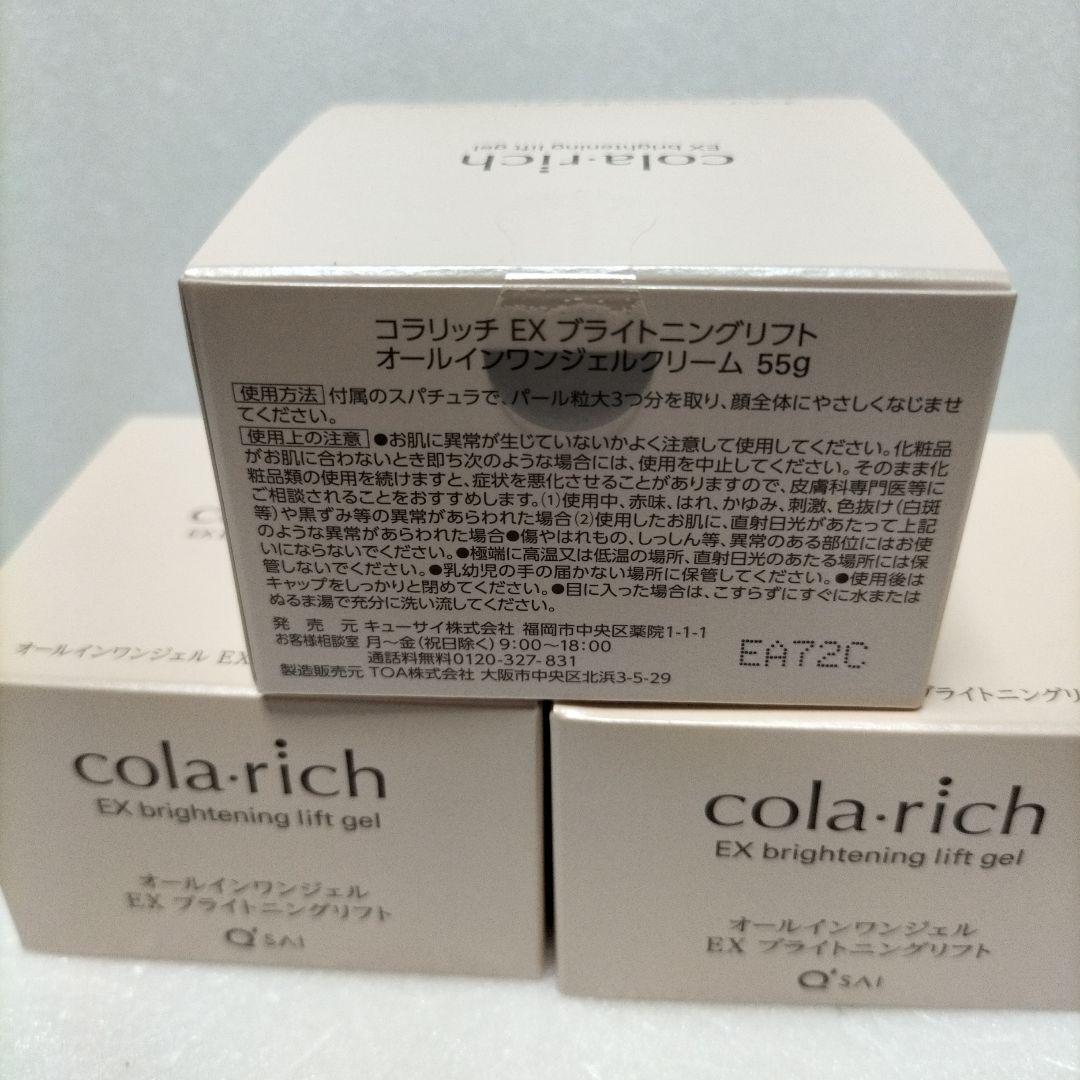 cola·rich
EX brightening lift gel
コラリッチ EX ブライトニングリフト
オールインワンジェルクリーム 55g
使用方法 付属のスパチュラで、パール粒大3つ分を取り、顔全体にやさしくなじませ
てください。
使用上の注意 ●お肌に異常が生じていないかよく注意して使用してください。化粧品
がお肌に合わないとき即ち次のような場合には、使用を中止してください。そのまま化
粧品類の使用を続けますと、症状を悪化させることがありますので、皮膚科専門医等に
ご相談されることをおすすめします。(1)使用中、赤味、はれ、かゆみ、刺激、色抜け(白斑
等)や黒ずみ等の異常があらわれた場合(2)使用したお肌に、直射日光があたって上記
のような異常があらわれた場合●傷やはれもの、しっしん等、異常のある部位にはお使
いにならないでください。●極端に高温又は低温の場所、直射日光のあたる場所には保
管しないでください。●乳幼児の手の届かない場所に保管してください。●使用後は
キャップをしっかりと閉めてください。●目に入った場合は、こすらずにすぐに水または
ぬるま湯で充分に洗い流してください。
発 売 元 キューサイ株式会社 福岡市中央区薬院1-1-1
お客様相談室 月～金(祝日除く) 9:00～18:00
通話料無料0120-327-831
製造販売元 TOA株式会社 大阪市中央区北浜3-5-29
EA72C
オールインワンジェル EX
ブライトニングリ
cola·rich
EX brightening lift gel
オールインワンジェル
EX ブライトニングリフト
Q'SAI
cola·rich
EX brightening lift gel
オールインワンジェル
EX ブライトニングリフト
Q'SAI